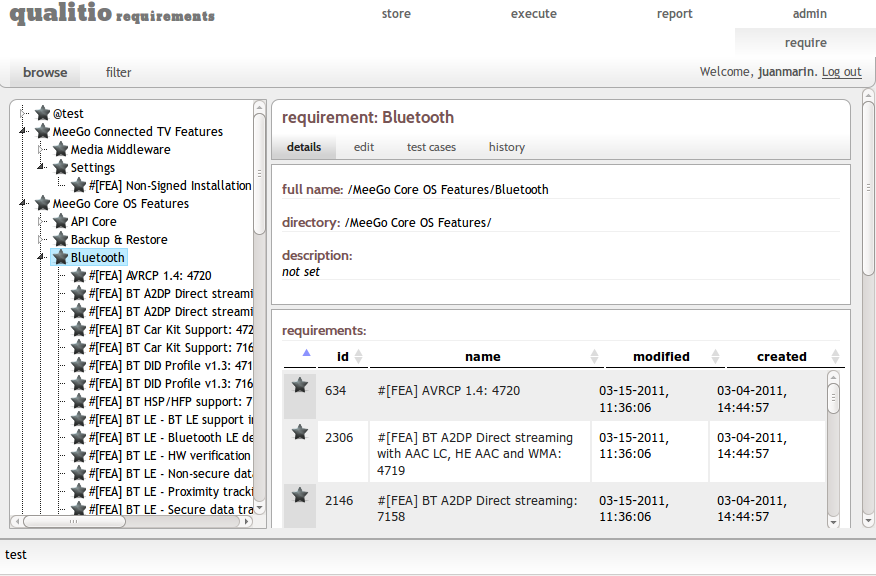 qualitio requirements
store
execute
report
admin
require
browse
filter
Welcome, juanmarin. Log out
@test
MeeGo Connected TV Features
Media Middleware
Settings
#[FEA] Non-Signed Installation
MeeGo Core OS Features
API Core
Backup & Restore
Bluetooth
#[FEA] AVRCP 1.4: 4720
#[FEA] BT A2DP Direct streami
#[FEA] BT A2DP Direct streami
#[FEA] BT Car Kit Support: 472
#[FEA] BT Car Kit Support: 716
#[FEA] BT DID Profile v1.3: 471
#[FEA] BT DID Profile v1.3: 716
#[FEA] BT HSP/HFP support: 7
#[FEA] BT LE - BT LE support i
#[FEA] BT LE - Bluetooth LE de
#[FEA] BT LE - HW verification
#[FEA] BT LE - Non-secure dat
#[FEA] BT LE - Proximity tracki
#[FEA] BT LE - Secure data tra
requirement: Bluetooth
details
edit
test cases
history
full name: /MeeGo Core OS Features/Bluetooth
directory: /MeeGo Core OS Features/
description:
not set
requirements:
id name modified created
634 #[FEA] AVRCP 1.4: 4720 03-15-2011, 03-04-2011,
11:36:06 14:44:57
2306 #[FEA] BT A2DP Direct streaming 03-15-2011, 03-04-2011,
with AAC LC, HE AAC and WMA: 11:36:06 14:44:57
4719
2146 #[FEA] BT A2DP Direct streaming: 03-15-2011, 03-04-2011,
7158 11:36:06 14:44:57
test